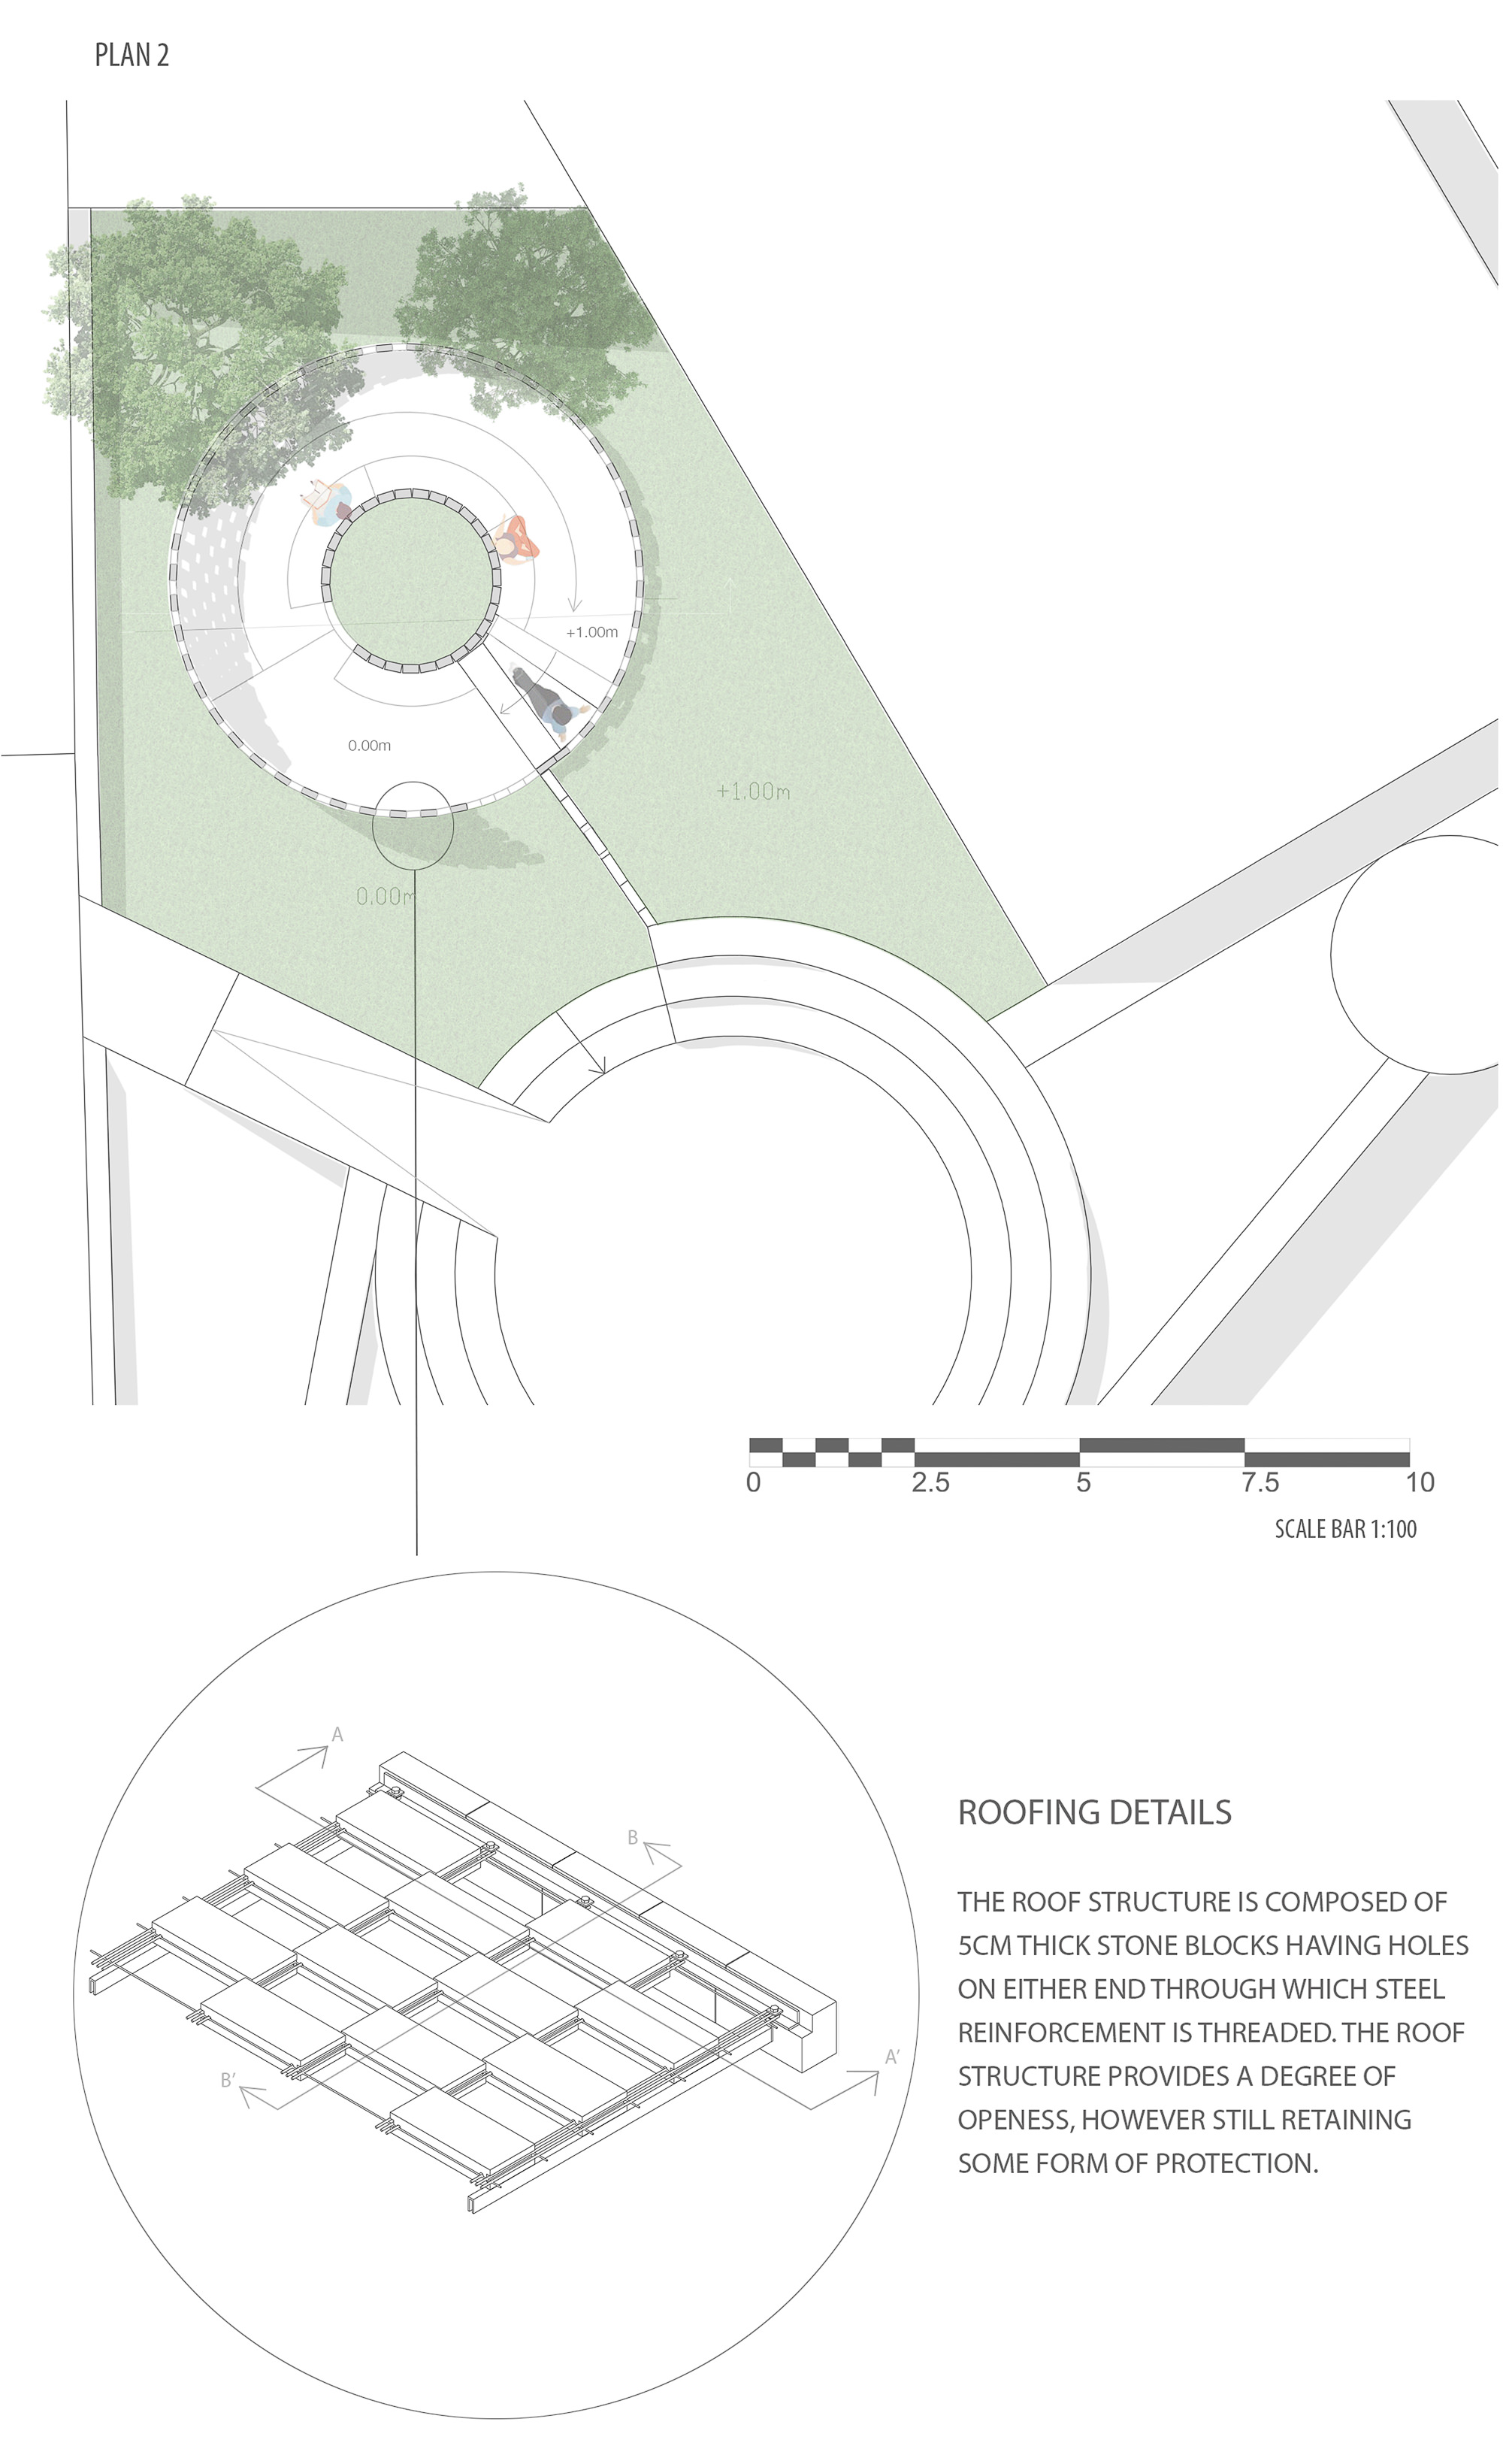 PLAN 2
+1.00m
0.00m
+1.00m
0.00m
0 2.5 5 7.5 10
SCALE BAR 1:100
A
B
A'
B'
ROOFING DETAILS
THE ROOF STRUCTURE IS COMPOSED OF
5CM THICK STONE BLOCKS HAVING HOLES
ON EITHER END THROUGH WHICH STEEL
REINFORCEMENT IS THREADED. THE ROOF
STRUCTURE PROVIDES A DEGREE OF
OPENESS, HOWEVER STILL RETAINING
SOME FORM OF PROTECTION.